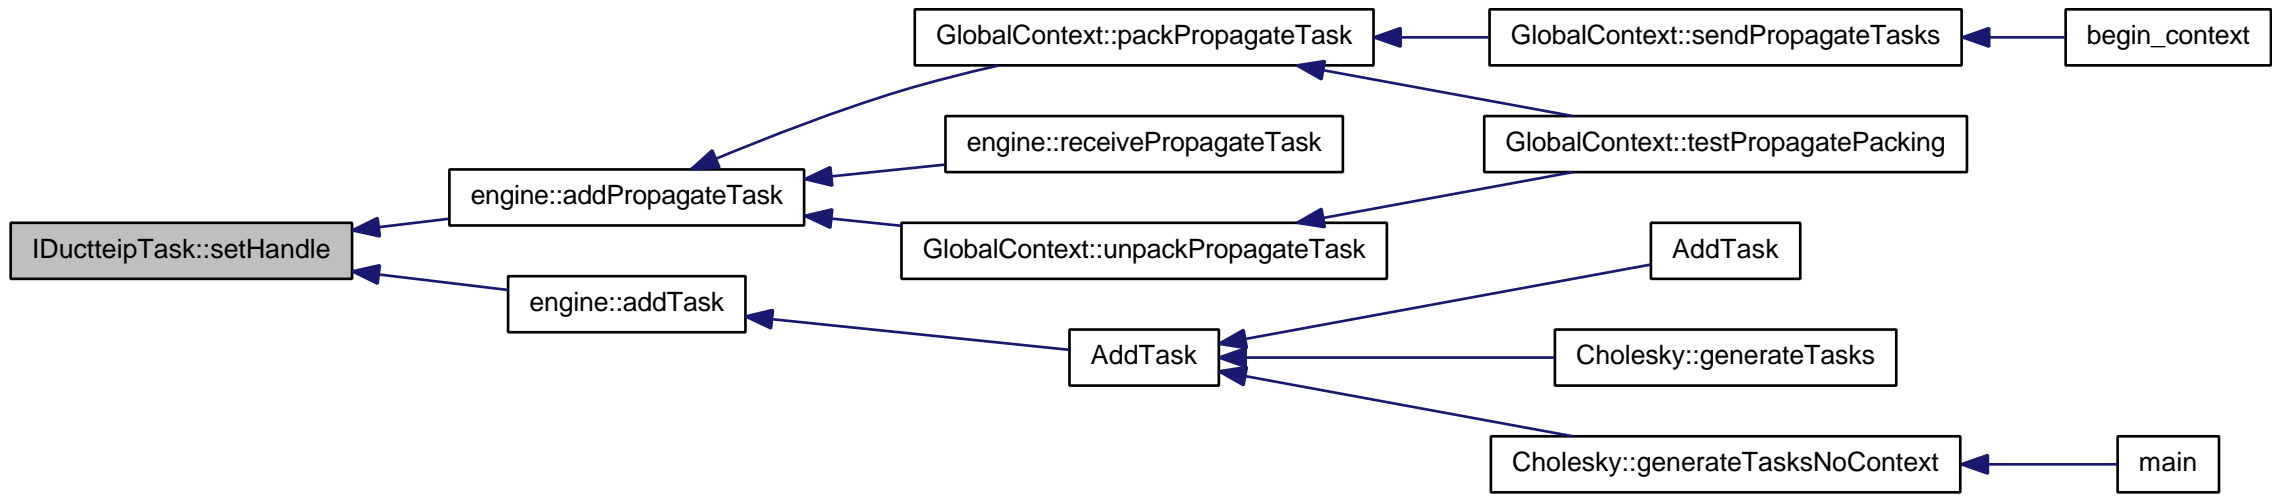 GlobalContext::packPropagateTask
GlobalContext::sendPropagateTasks
begin_context
engine::receivePropagateTask
GlobalContext::testPropagatePacking
engine::addPropagateTask
IDuctteipTask::setHandle
GlobalContext::unpackPropagateTask
AddTask
engine::addTask
AddTask
Cholesky::generateTasks
Cholesky::generateTasksNoContext
main